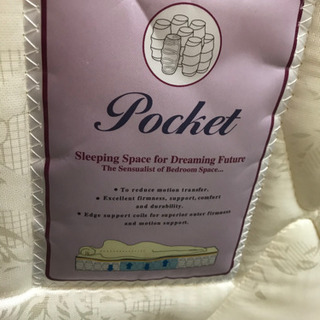 Pocket
Sleeping Space for Dreaming Future
The Sensualist of Bedroom Space...
• To reduce motion transfer.
• Excellent firmness, support, comfort
and durability.
• Edge support coils for superior outer firmness
and motion support.